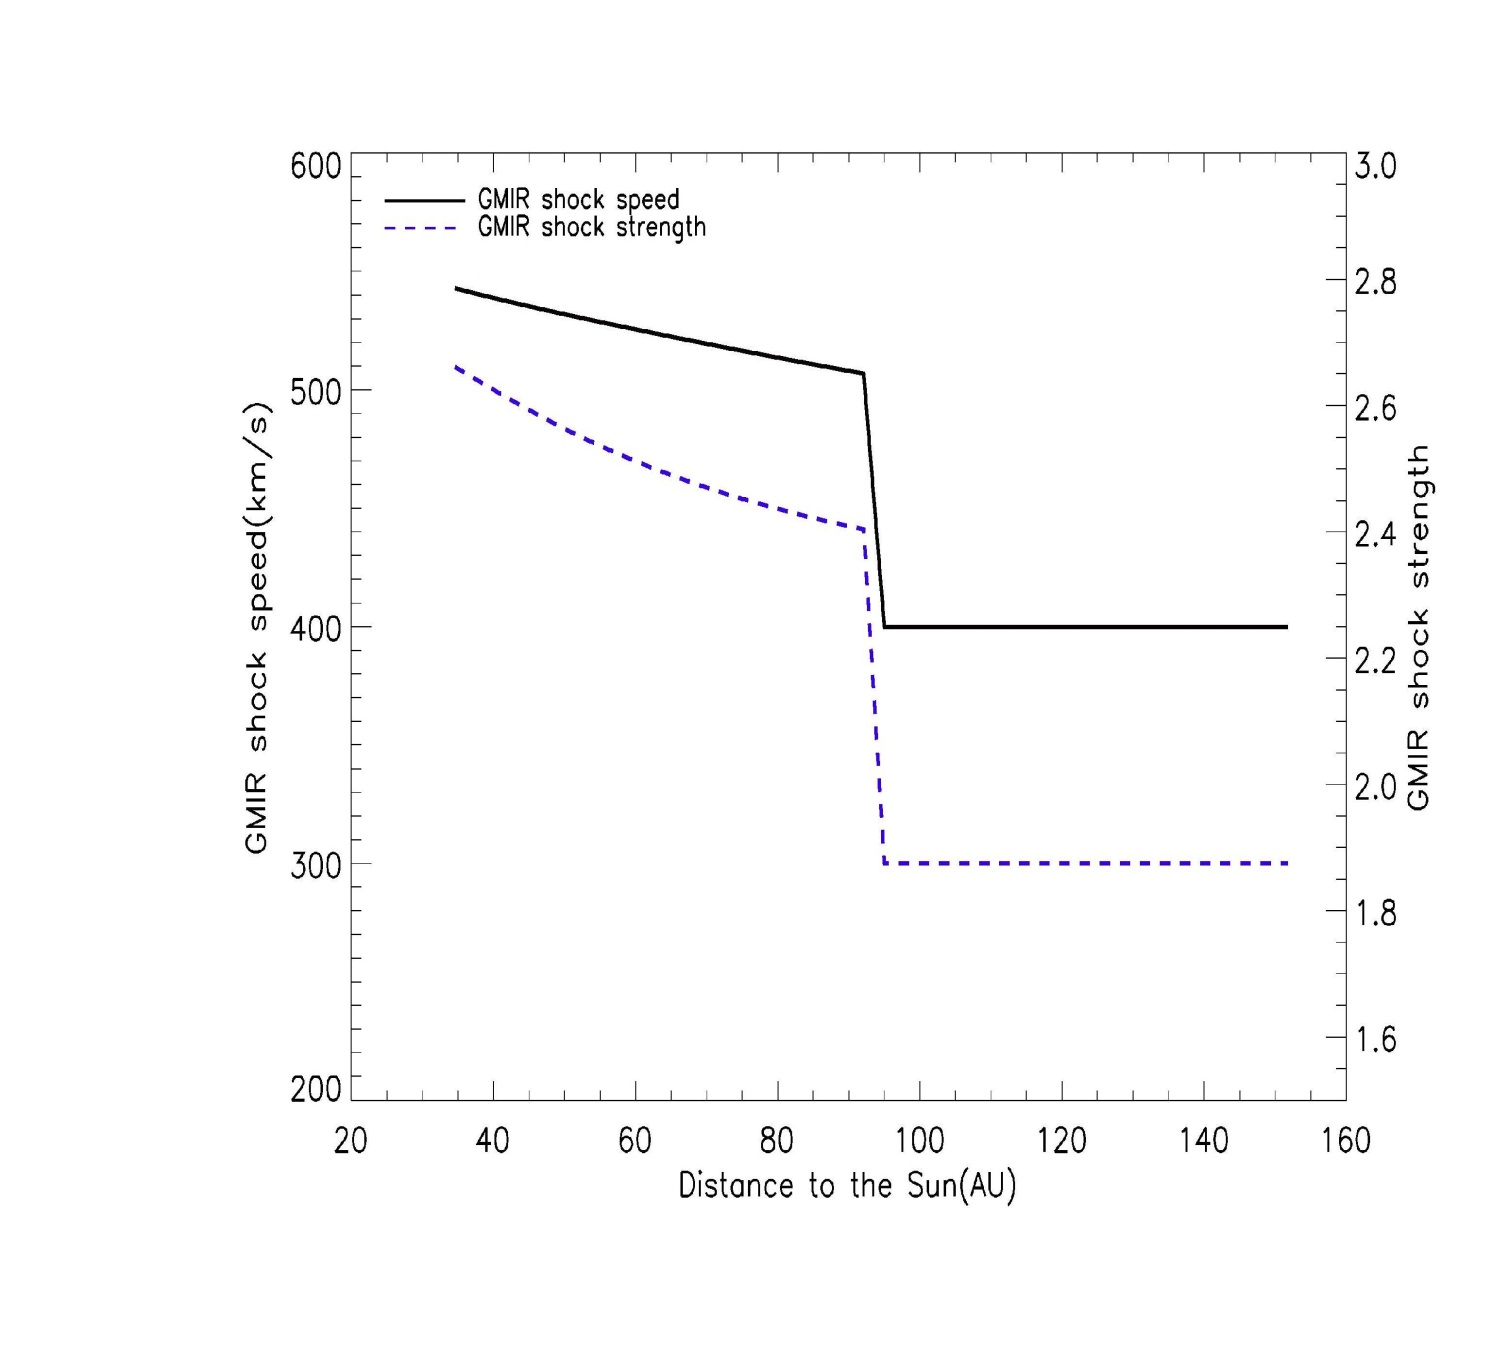 600
500
400
300
200
GMIR shock speed(km/s)
GMIR shock speed
GMIR shock strength
3.0
2.8
2.6
2.4
2.2
2.0
1.8
1.6
GMIR shock strength
20 40 60 80 100 120 140 160
Distance to the Sun(AU)